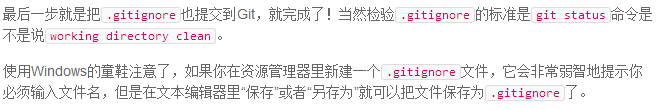 最后一步就是把.gitignore也提交到Git，就完成了！当然检验.gitignore的标准是git status命令是
不是说working directory clean。
使用Windows的童鞋注意了，如果你在资源管理器里新建一个.gitignore文件，它会非常弱智地提示你
必须输入文件名，但是在文本编辑器里“保存”或者“另存为”就可以把文件保存为.gitignore了。